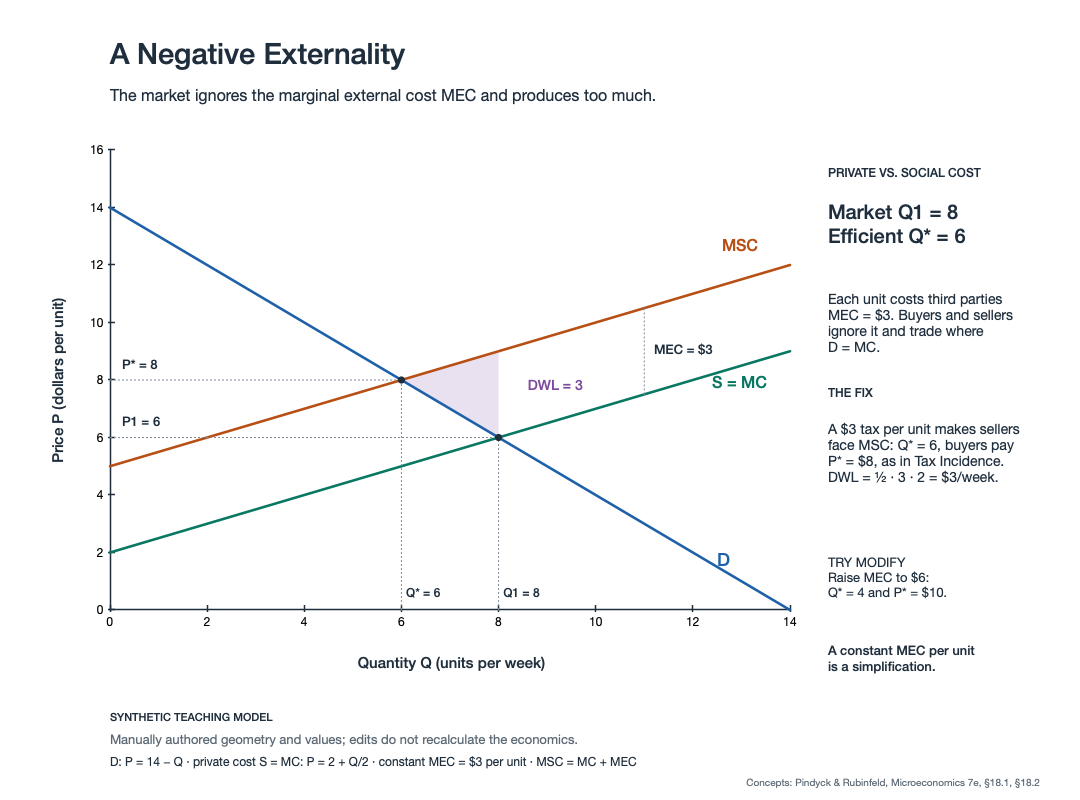 A Negative Externality
The market ignores the marginal external cost MEC and produces too much.
Price P (dollars per unit)
16
14
12
10
8
6
4
2
0
P* = 8
P1 = 6
MSC
MEC = $3
DWL = 3
S = MC
D
Q* = 6
Q1 = 8
0
2
4
6
8
10
12
14
Quantity Q (units per week)
PRIVATE VS. SOCIAL COST
Market Q1 = 8
Efficient Q* = 6
Each unit costs third parties
MEC = $3. Buyers and sellers
ignore it and trade where
D = MC.
THE FIX
A $3 tax per unit makes sellers
face MSC: Q* = 6, buyers pay
P* = $8, as in Tax Incidence.
DWL = ½ · 3 · 2 = $3/week.
TRY MODIFY
Raise MEC to $6:
Q* = 4 and P* = $10.
A constant MEC per unit
is a simplification.
SYNTHETIC TEACHING MODEL
Manually authored geometry and values; edits do not recalculate the economics.
D: P = 14 − Q · private cost S = MC: P = 2 + Q/2 · constant MEC = $3 per unit · MSC = MC + MEC
Concepts: Pindyck & Rubinfeld, Microeconomics 7e, §18.1, §18.2